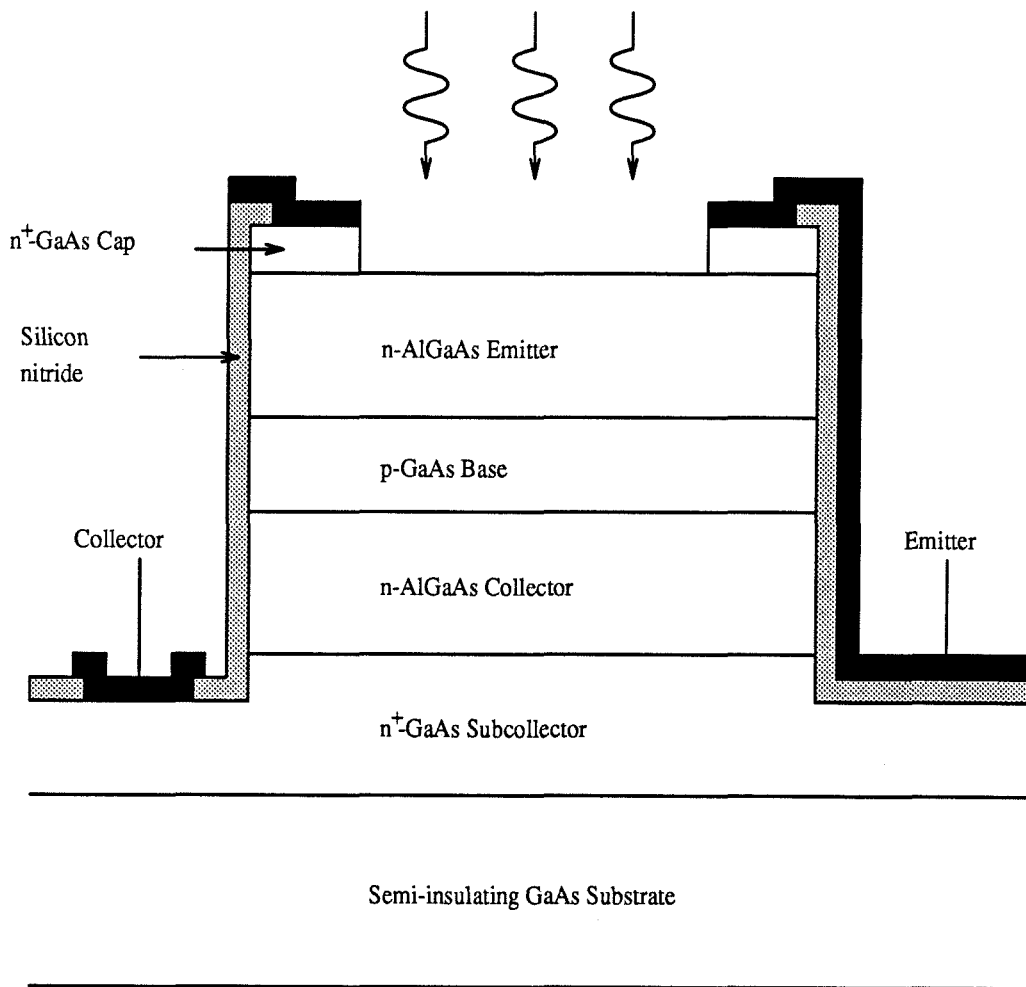 n⁺-GaAs Cap
Silicon
nitride
n-AlGaAs Emitter
p-GaAs Base
Collector
Emitter
n-AlGaAs Collector
n⁺-GaAs Subcollector
Semi-insulating GaAs Substrate